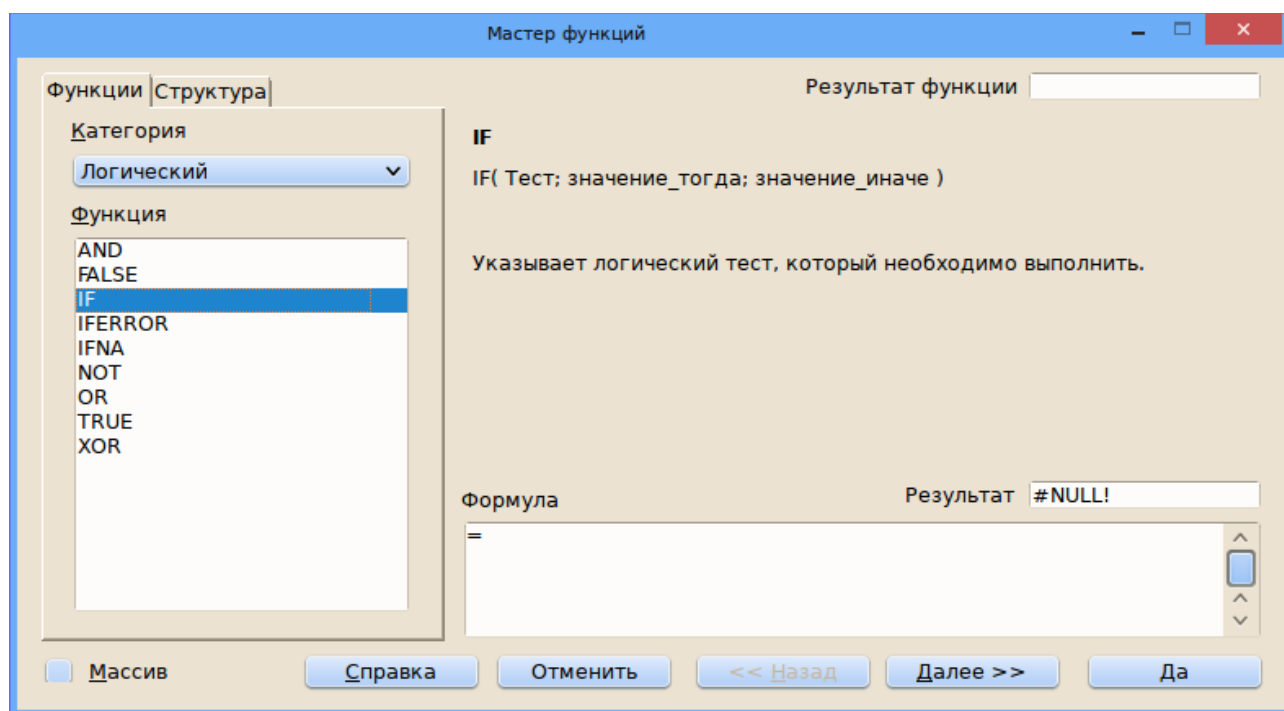 Мастер функций
Функции Структура
Результат функции
Категория
Логический
Функция
AND
FALSE
IF
IFERROR
IFNA
NOT
OR
TRUE
XOR
IF
IF( Тест; значение_тогда; значение_иначе )
Указывает логический тест, который необходимо выполнить.
Формула
Результат #NULL!
=
Массив
Справка
Отменить
<< Назад
Далее >>
Да